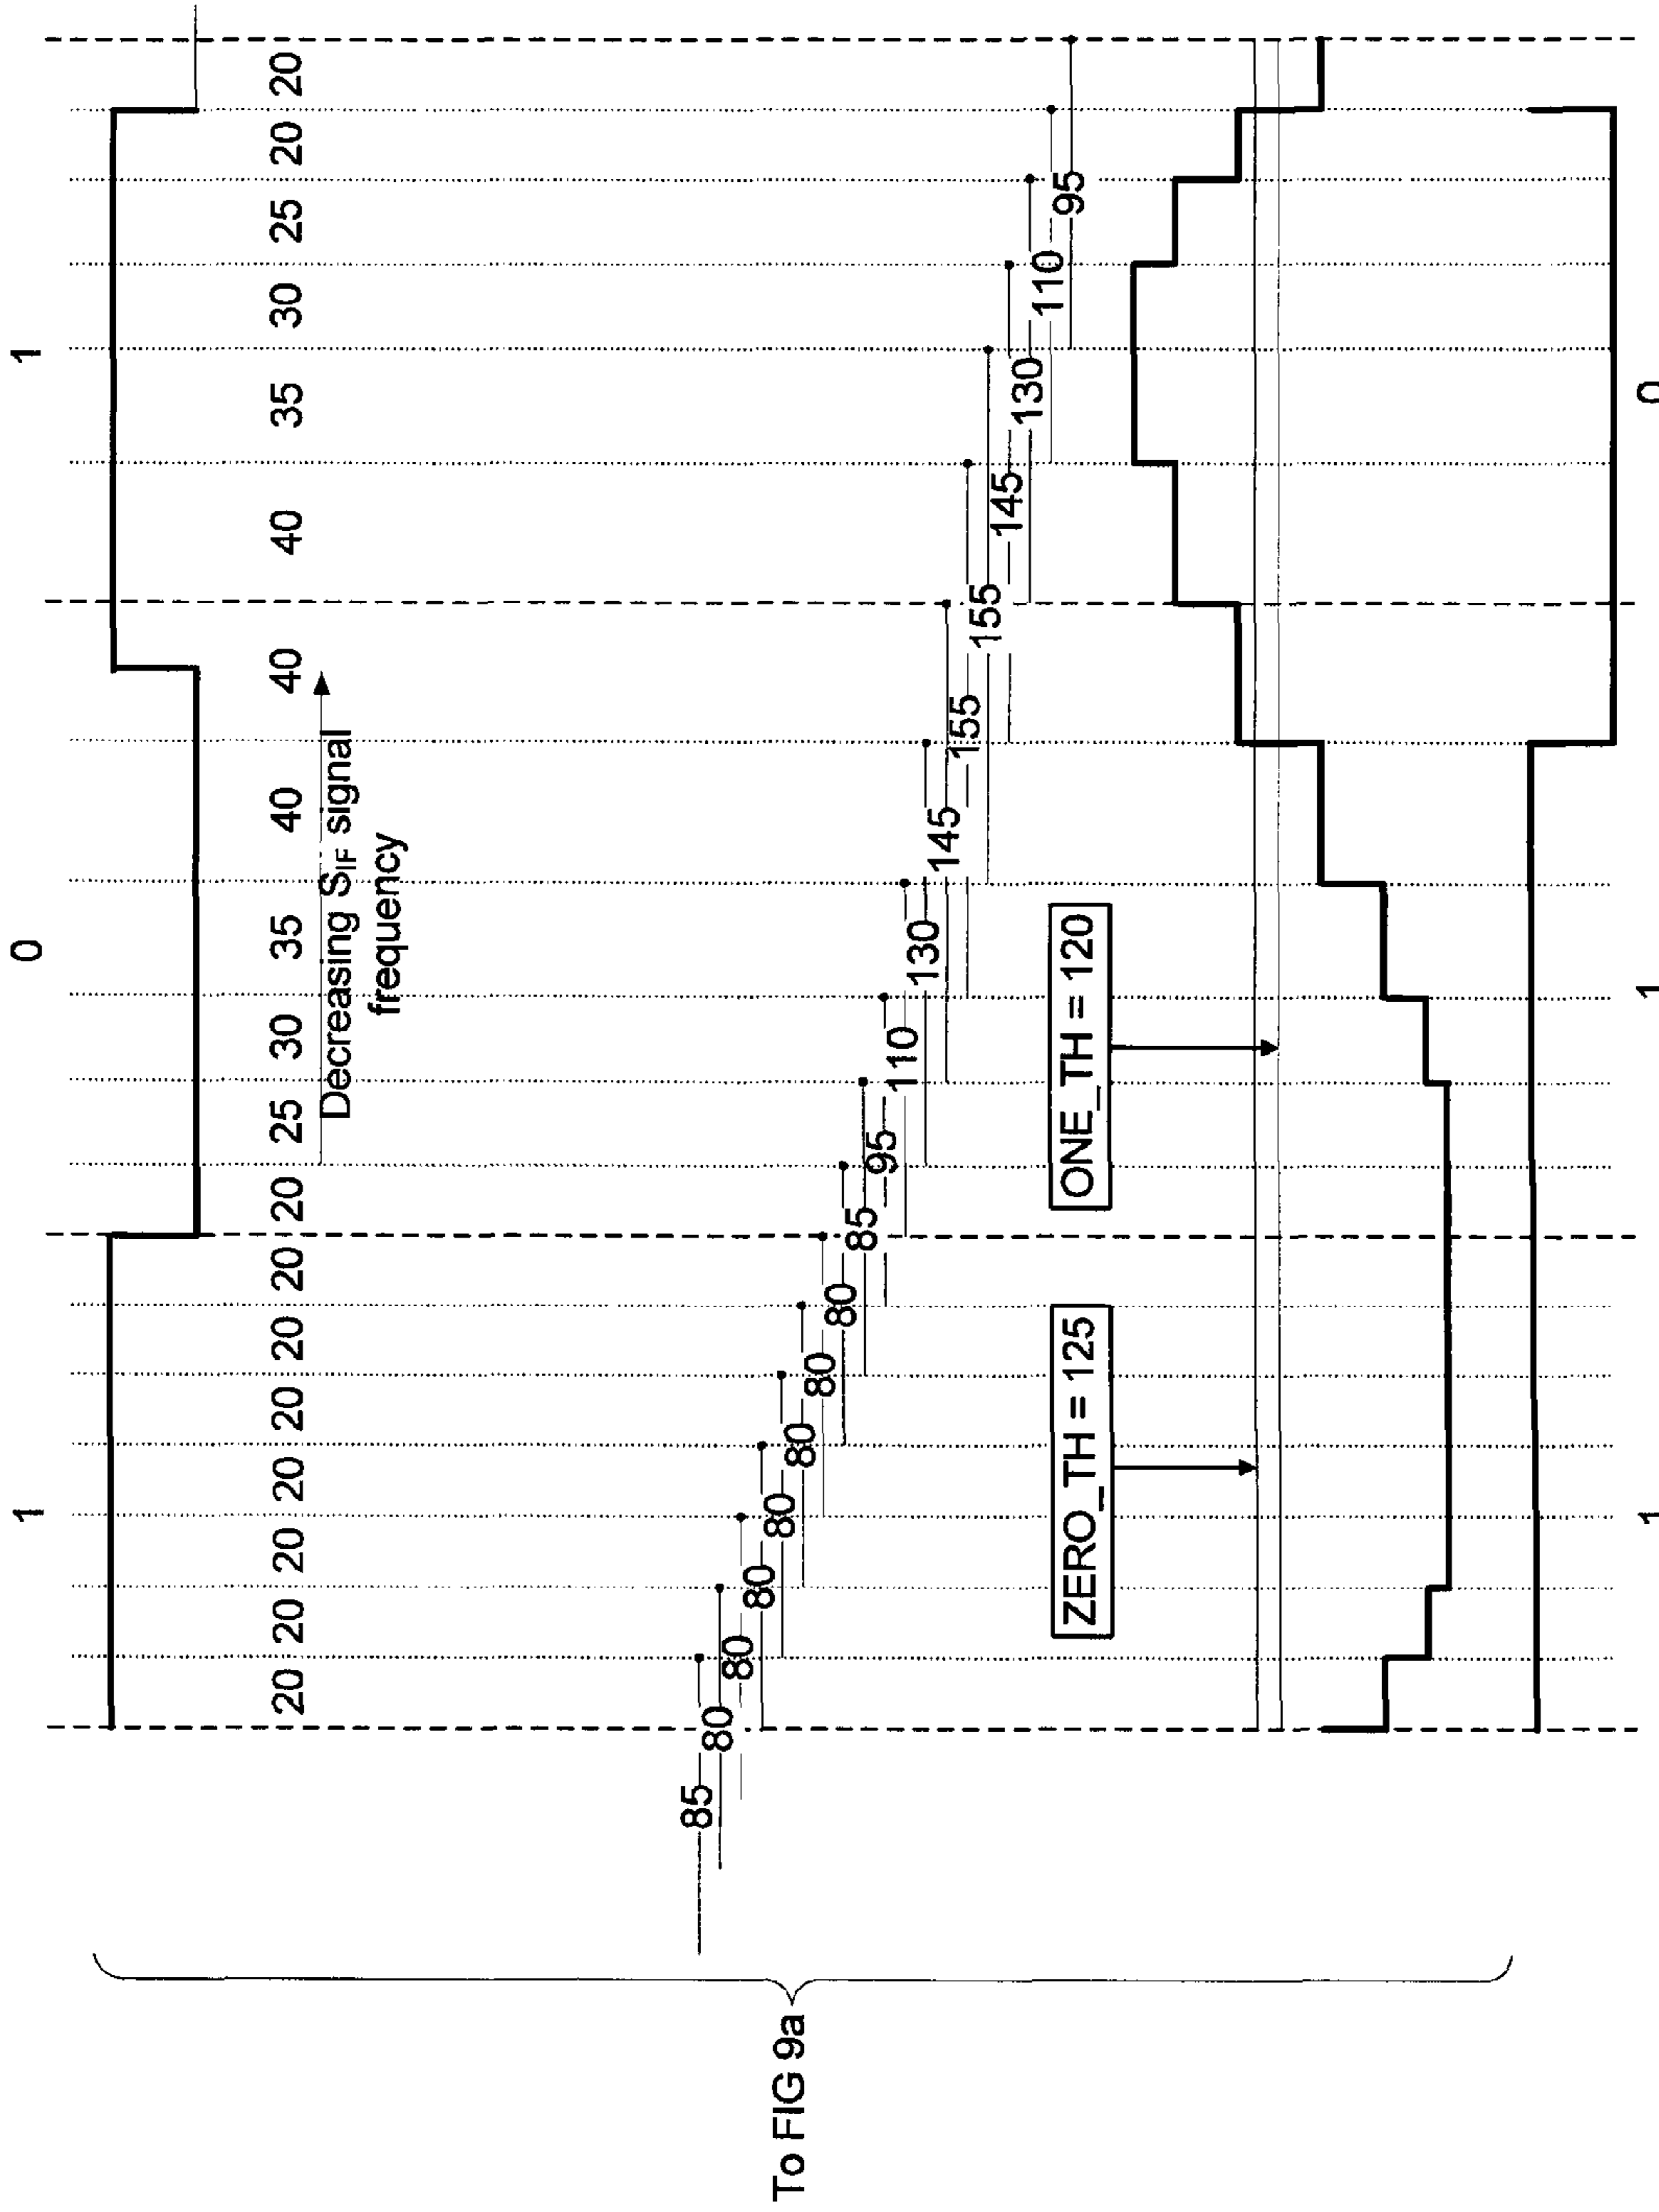 1 0 1
20 20 20 20 20 20 20 20 25 30 35 40 40 40 35 30 25 20 20
Decreasing S_IF signal
frequency
85
80
80
80
80
80
80
80
85
95
110
130
145
155
155
145
130
110
95
To FIG 9a
ZERO_TH = 125
ONE_TH = 120
1 1 0